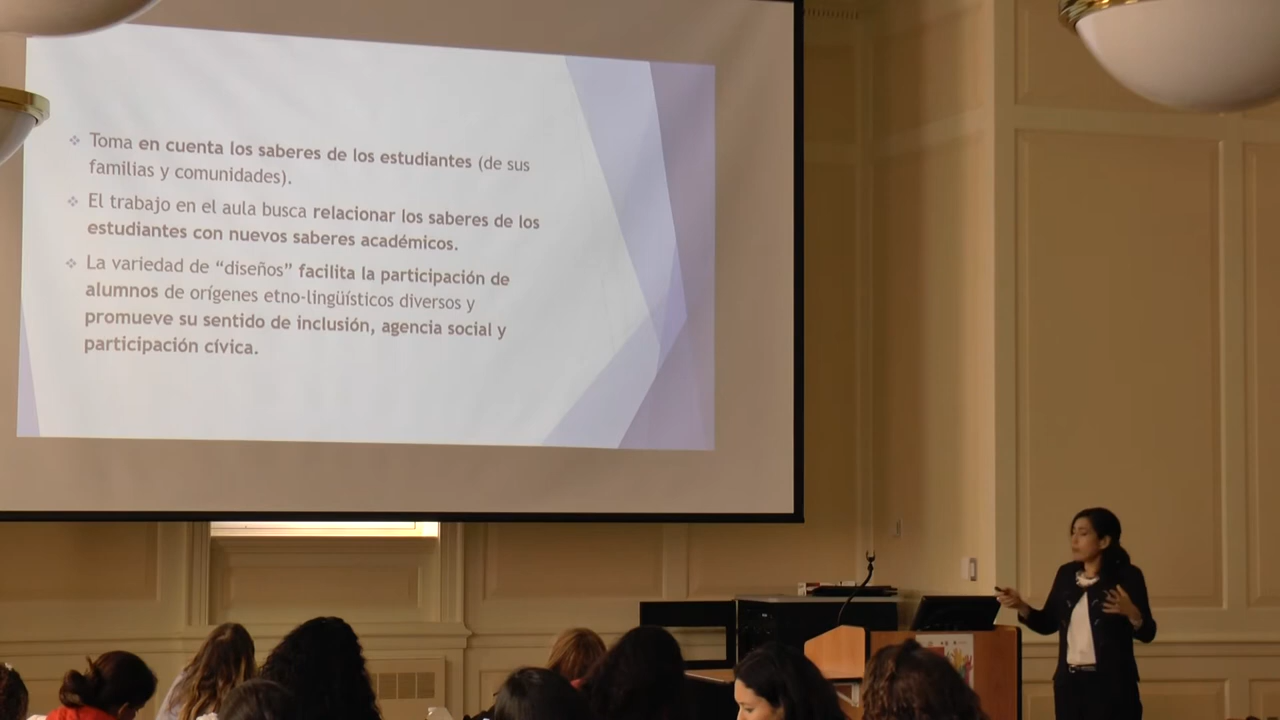 Toma en cuenta los saberes de los estudiantes (de sus
familias y comunidades).
El trabajo en el aula busca relacionar los saberes de los
estudiantes con nuevos saberes académicos.
La variedad de “diseños” facilita la participación de
alumnos de orígenes etno-lingüísticos diversos y
promueve su sentido de inclusión, agencia social y
participación cívica.